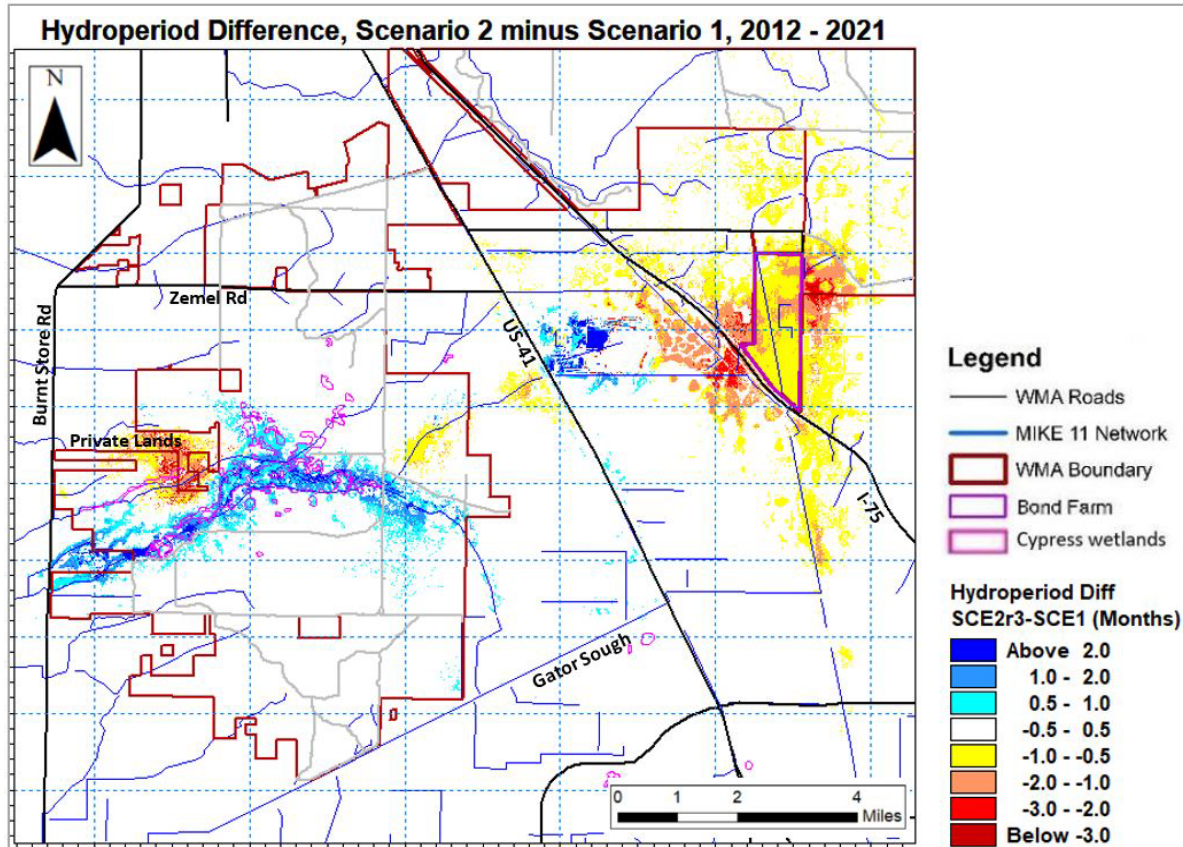 Hydroperiod Difference, Scenario 2 minus Scenario 1, 2012 - 2021
N
Zemel Rd
Burnt Store Rd
US-41
Private Lands
I-75
Gator Sough
0 1 2 4
Miles
Legend
WMA Roads
MIKE 11 Network
WMA Boundary
Bond Farm
Cypress wetlands
Hydroperiod Diff
SCE2r3-SCE1 (Months)
Above 2.0
1.0 - 2.0
0.5 - 1.0
-0.5 - 0.5
-1.0 - -0.5
-2.0 - -1.0
-3.0 - -2.0
Below -3.0